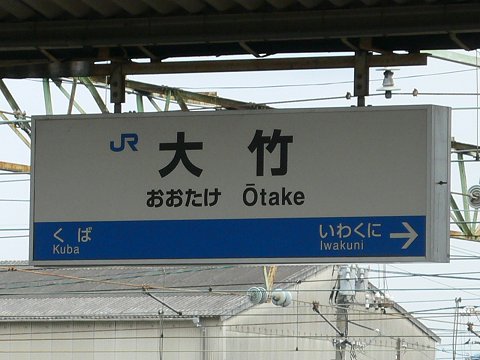 JR 大竹
おおたけ Ōtake
くば いわくに →
Kuba Iwakuni